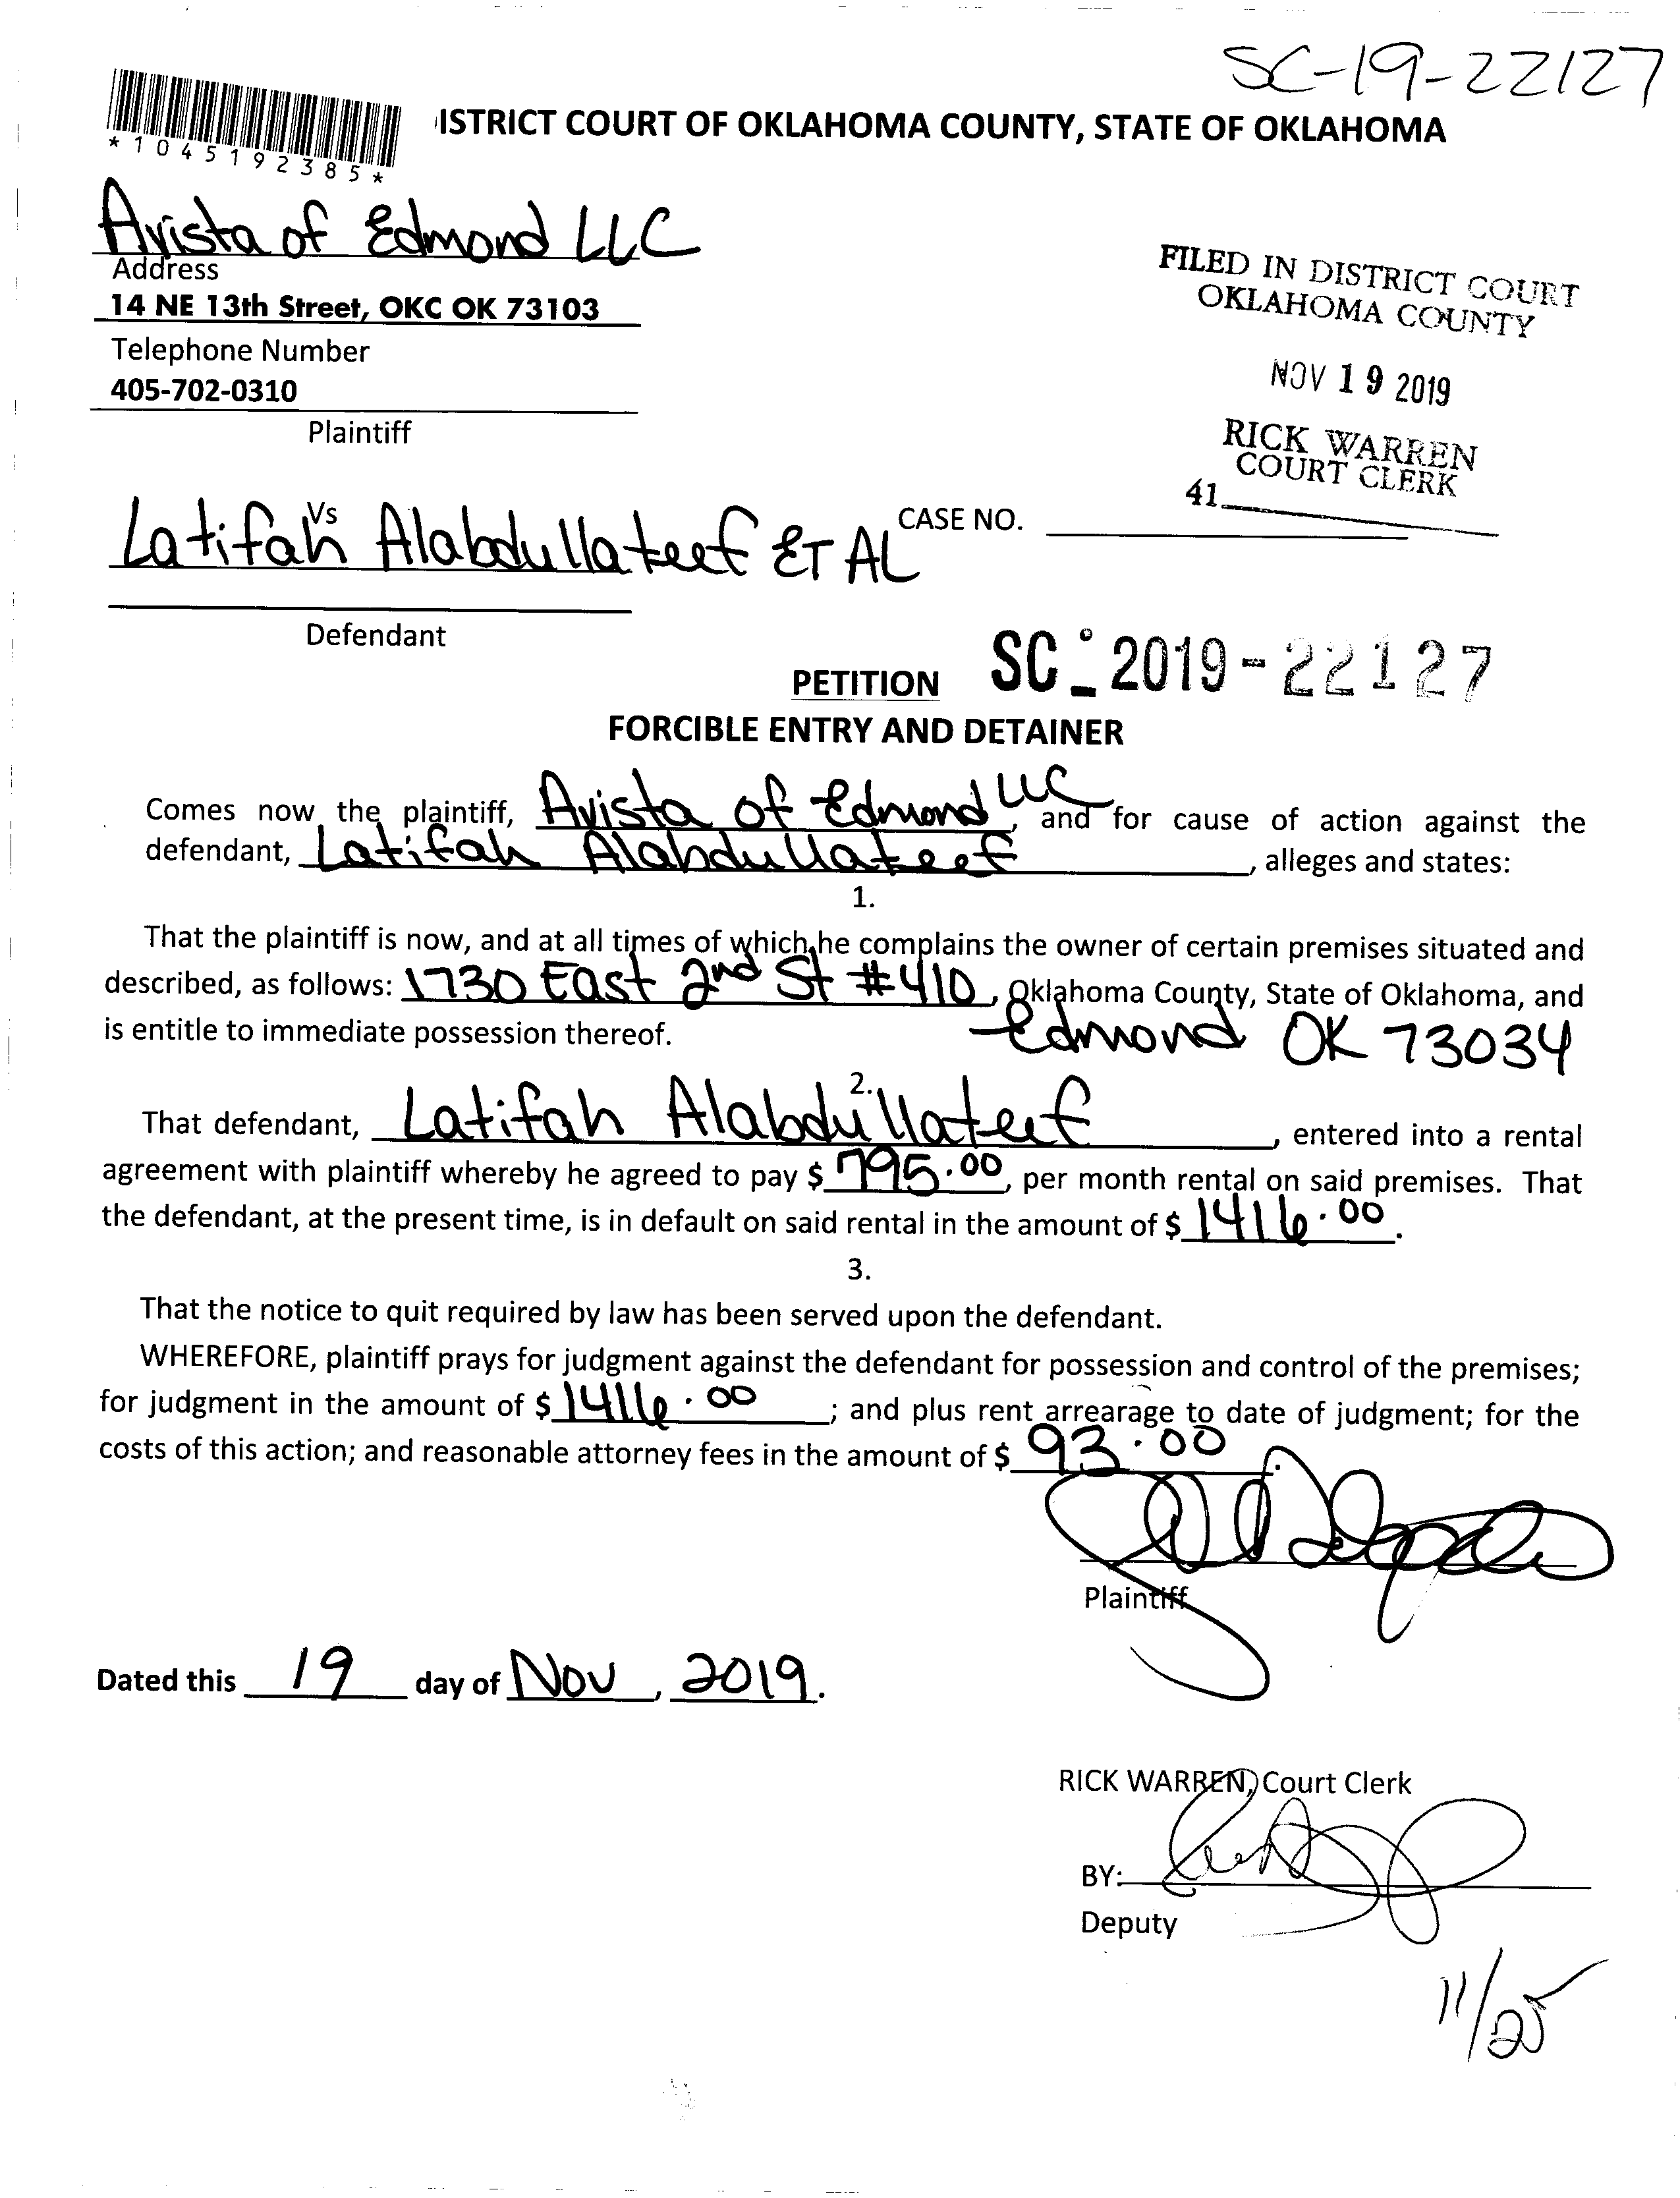 SC-19-22127
ISTRICT COURT OF OKLAHOMA COUNTY, STATE OF OKLAHOMA
*1045192385*
Avista of Edmond LLC
Address
14 NE 13th Street, OKC OK 73103
Telephone Number
405-702-0310
Plaintiff
FILED IN DISTRICT COURT
OKLAHOMA COUNTY
NOV 19 2019
RICK WARREN
COURT CLERK
41
Vs
Latifah Alabdullateef ET AL
CASE NO.
Defendant
SC - 2019-22127
PETITION
FORCIBLE ENTRY AND DETAINER
Comes now the plaintiff, Avista of Edmond LLC, and for cause of action against the
defendant, Latifah Alabdullateef, alleges and states:
1.
That the plaintiff is now, and at all times of which he complains the owner of certain premises situated and
described, as follows: 1730 East 2nd St #410, Oklahoma County, State of Oklahoma, and
is entitle to immediate possession thereof. Edmond OK 73034
2.
That defendant, Latifah Alabdullateef, entered into a rental
agreement with plaintiff whereby he agreed to pay $ 795.00, per month rental on said premises. That
the defendant, at the present time, is in default on said rental in the amount of $ 1416.00.
3.
That the notice to quit required by law has been served upon the defendant.
WHEREFORE, plaintiff prays for judgment against the defendant for possession and control of the premises;
for judgment in the amount of $ 1416.00; and plus rent arrearage to date of judgment; for the
costs of this action; and reasonable attorney fees in the amount of $ 93.00.
Plaintiff
Dated this 19 day of Nov, 2019.
RICK WARREN, Court Clerk
BY:
Deputy
11/25